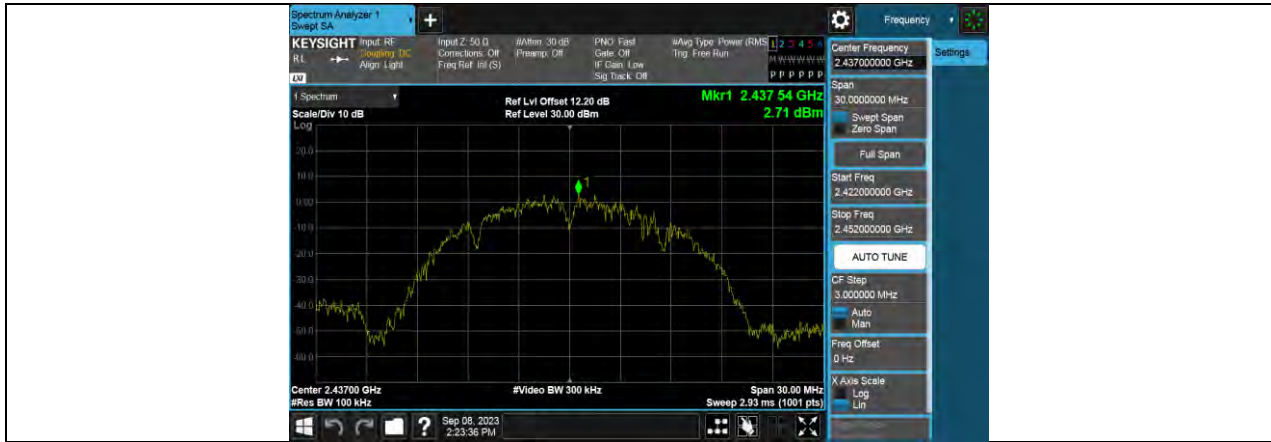 Spectrum Analyzer 1
Swept SA
Frequency
KEYSIGHT
R L
LXI
Input: RF
Coupling: DC
Align: Light
Input Z: 50 Ω
Corrections: Off
Freq Ref: Int (S)
#Atten: 30 dB
Preamp: Off
PNO: Fast
Gate: Off
IF Gain: Low
Sig Track: Off
#Avg Type: Power (RMS
Trig: Free Run
1 2 3 4 5 6
M W W W W W
P P P P P P
Center Frequency
2.437000000 GHz
Settings
Span
30.0000000 MHz
Swept Span
Zero Span
Full Span
Start Freq
2.422000000 GHz
Stop Freq
2.452000000 GHz
AUTO TUNE
CF Step
3.000000 MHz
Auto
Man
Freq Offset
0 Hz
X Axis Scale
Log
Lin
1 Spectrum
Scale/Div 10 dB
Ref Lvl Offset 12.20 dB
Ref Level 30.00 dBm
Mkr1 2.437 54 GHz
2.71 dBm
Log
20.0
10.0
0.00
-10.0
-20.0
-30.0
-40.0
-50.0
-60.0
1
Center 2.43700 GHz
#Res BW 100 kHz
#Video BW 300 kHz
Span 30.00 MHz
Sweep 2.93 ms (1001 pts)
?
Sep 08, 2023
2:23:36 PM